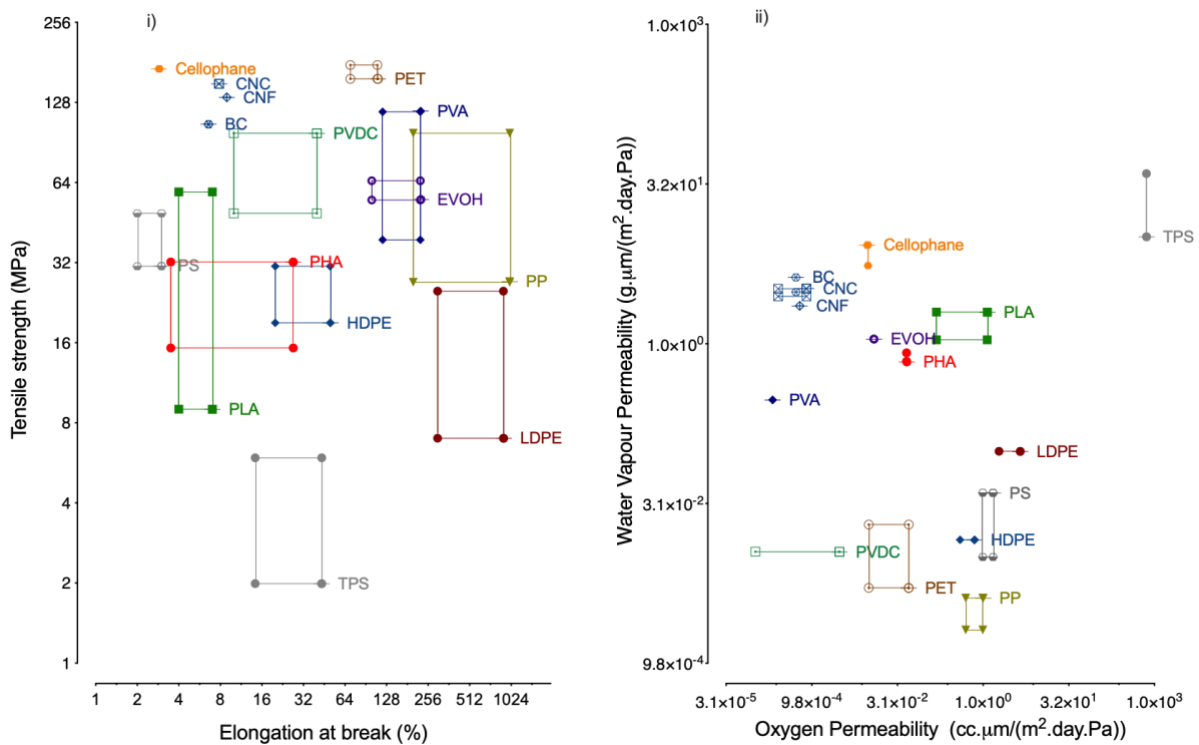 i)
256
128
64
32
16
8
4
2
1
Tensile strength (MPa)
Cellophane
CNC
CNF
BC
PET
PVDC
PVA
EVOH
PS
PHA
PP
HDPE
PLA
LDPE
TPS
1 2 4 8 16 32 64 128 256 512 1024
Elongation at break (%)
ii)
1.0×10³
3.2×10¹
1.0×10⁰
3.1×10⁻²
9.8×10⁻⁴
Water Vapour Permeability (g.μm/(m².day.Pa))
TPS
Cellophane
BC
CNC
CNF
PLA
EVOH
PHA
PVA
LDPE
PS
HDPE
PVDC
PET
PP
3.1×10⁻⁵ 9.8×10⁻⁴ 3.1×10⁻² 1.0×10⁰ 3.2×10¹ 1.0×10³
Oxygen Permeability (cc.μm/(m².day.Pa))